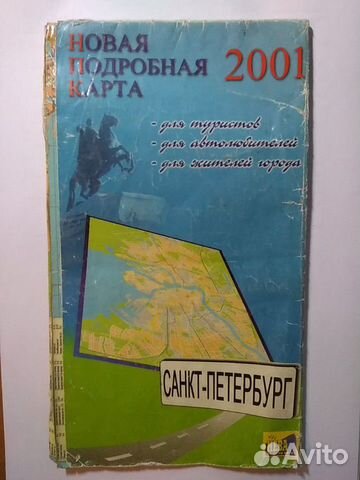 НОВАЯ
ПОДРОБНАЯ
КАРТА
2001
- для туристов
- для автолюбителей
- для жителей города
САНКТ-ПЕТЕРБУРГ
Avito